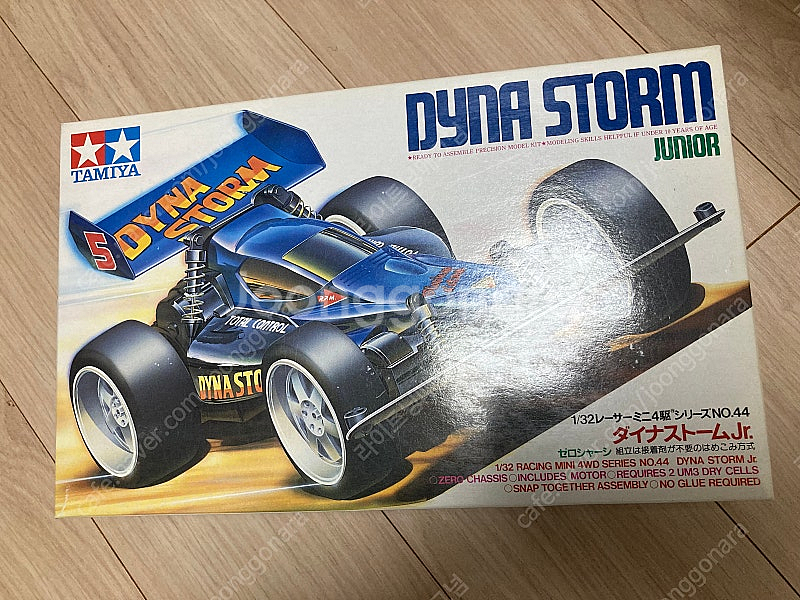 DYNA STORM
★READY TO ASSEMBLE PRECISION MODEL KIT★MODELING SKILLS HELPFUL IF UNDER 10 YEARS OF AGE
JUNIOR
TAMIYA
DYNA
STORM
5
TOTAL CONTROL
DYNA STO
1/32レーサーミニ4駆シリーズNO.44
ダイナストームJr.
ゼロシャーシ 組立は接着剤が不要のはめこみ方式
1/32 RACING MINI 4WD SERIES NO.44 DYNA STORM Jr.
○ZERO CHASSIS○INCLUDES MOTOR○REQUIRES 2 UM3 DRY CELLS
○SNAP TOGETHER ASSEMBLY○NO GLUE REQUIRED
joonggonara